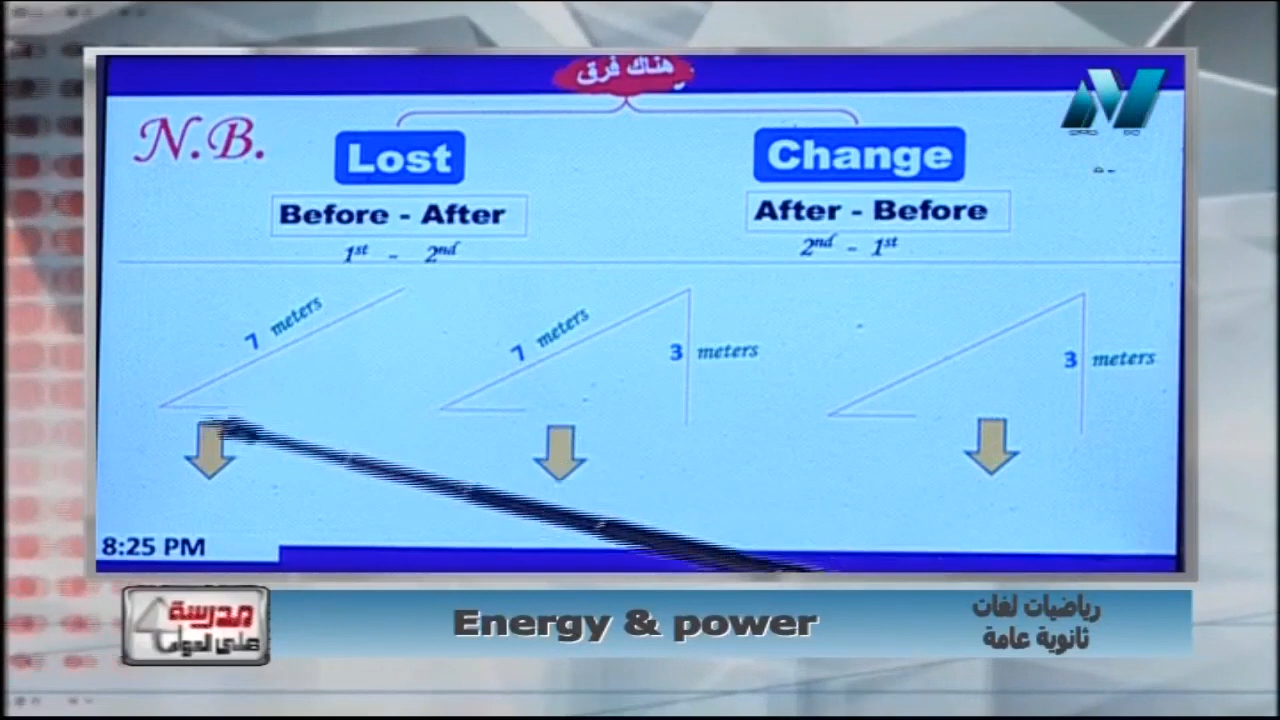 هناك فرق
N.B.
Lost
Change
Before - After
After - Before
1st - 2nd
2nd - 1st
7 meters
7 meters
3 meters
3 meters
8:25 PM
مدرسة
على الهواء
Energy & power
رياضيات لغات
ثانوية عامة